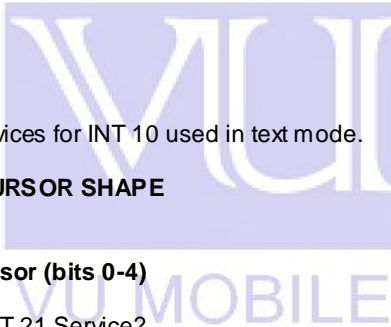 vices for INT 10 used in text mode.
URSOR SHAPE
sor (bits 0-4)
VU MOBILE
T 21 Service?